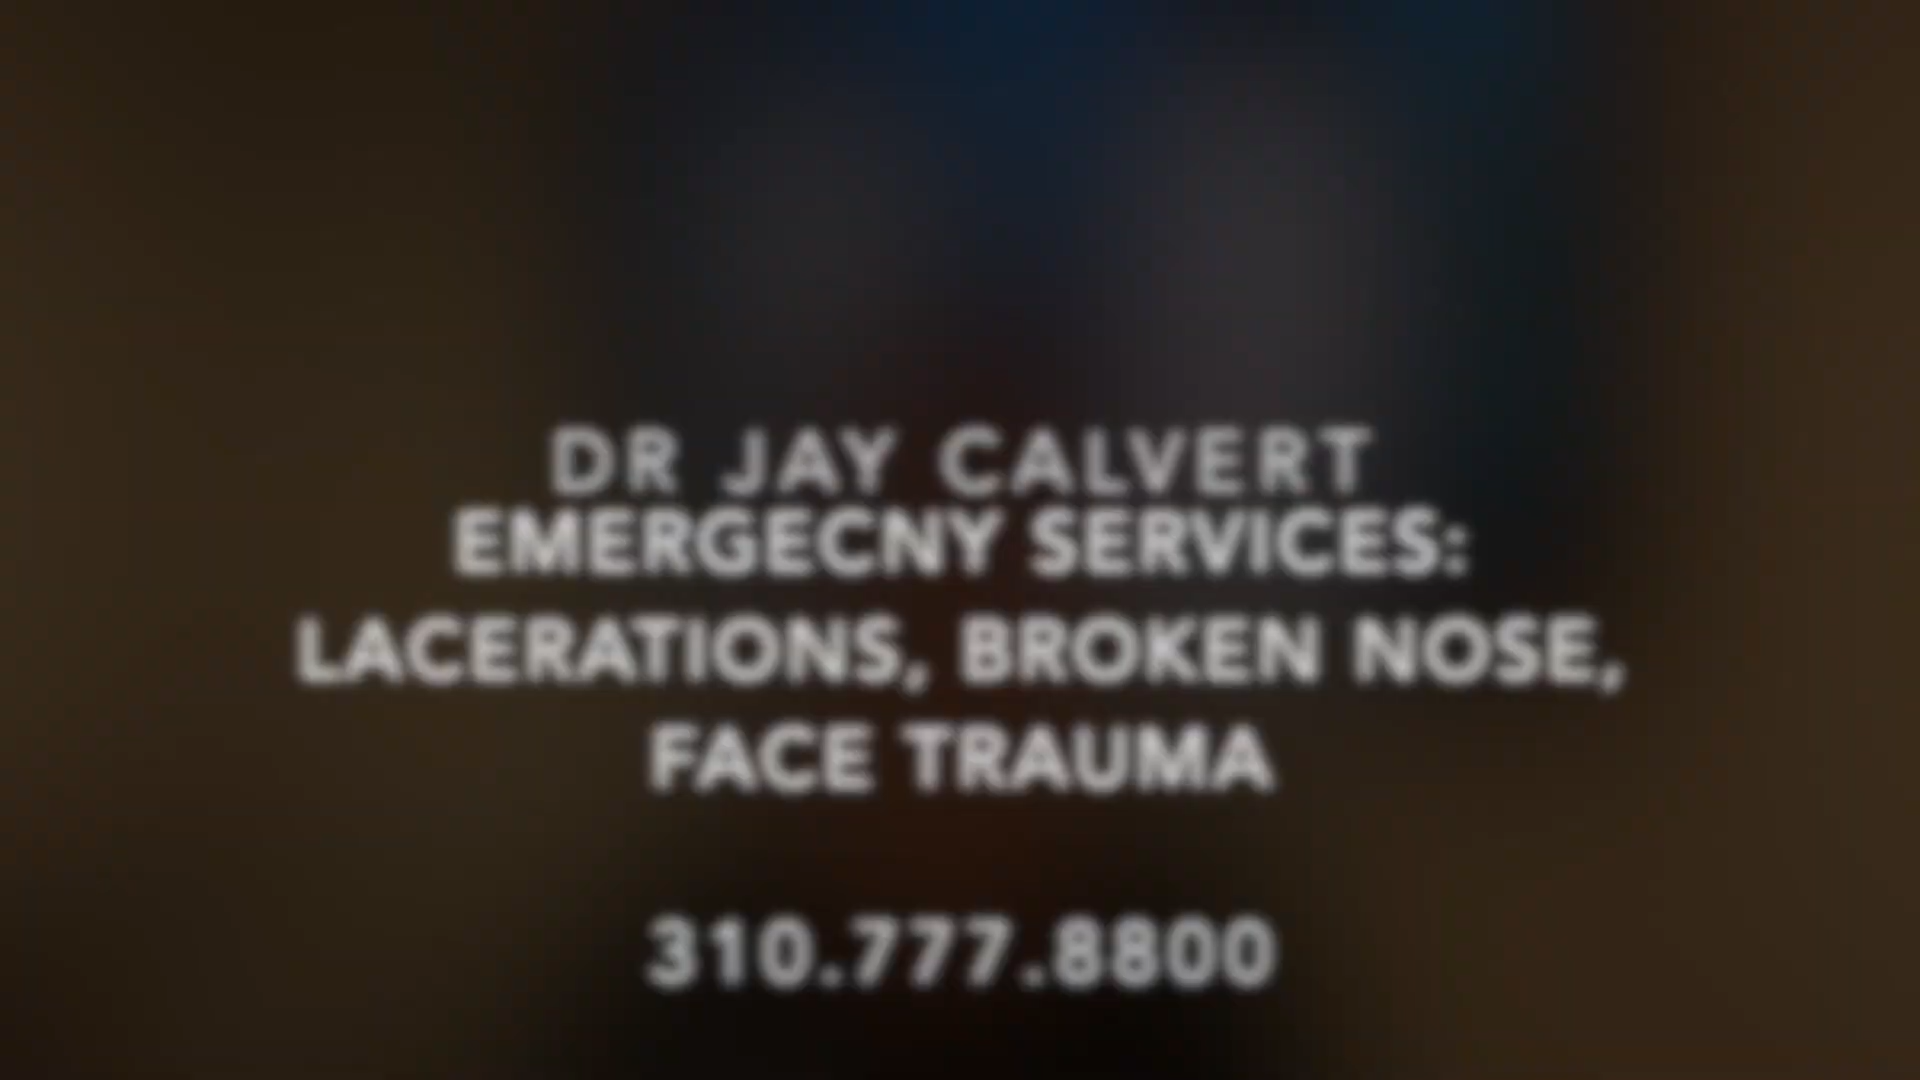 DR JAY CALVERT
EMERGECNY SERVICES:
LACERATIONS, BROKEN NOSE,
FACE TRAUMA
310.777.8800